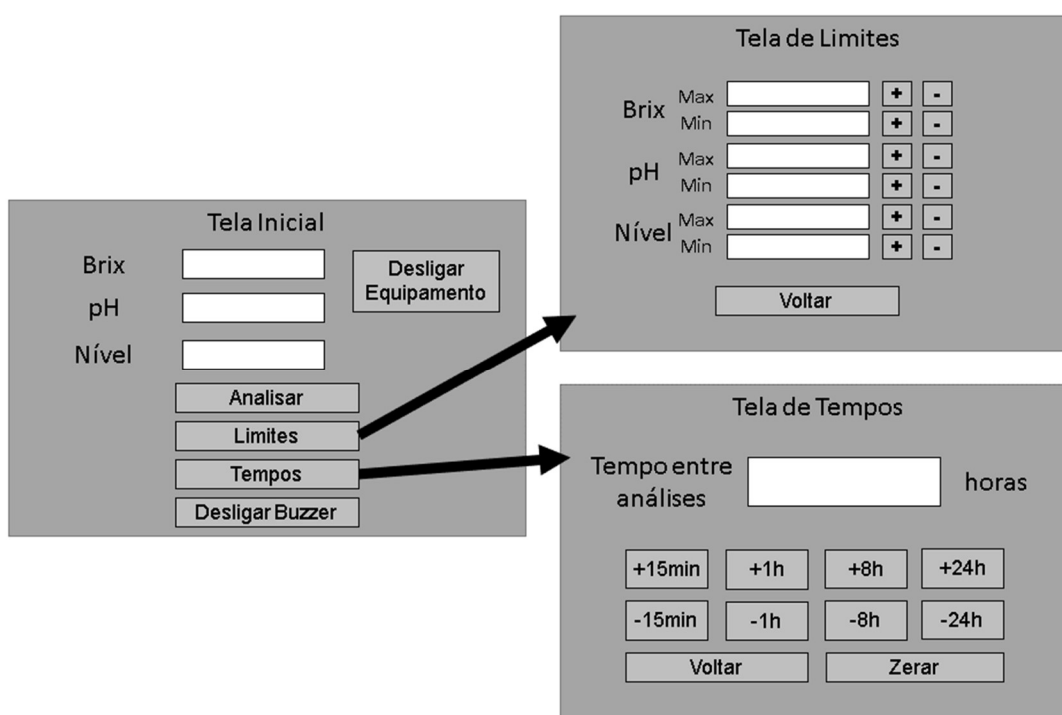 Tela Inicial
Brix
pH
Nível
Desligar
Equipamento
Analisar
Limites
Tempos
Desligar Buzzer
Tela de Limites
Brix Max + -
Min + -
pH Max + -
Min + -
Nível Max + -
Min + -
Voltar
Tela de Tempos
Tempo entre
análises
horas
+15min +1h +8h +24h
-15min -1h -8h -24h
Voltar Zerar